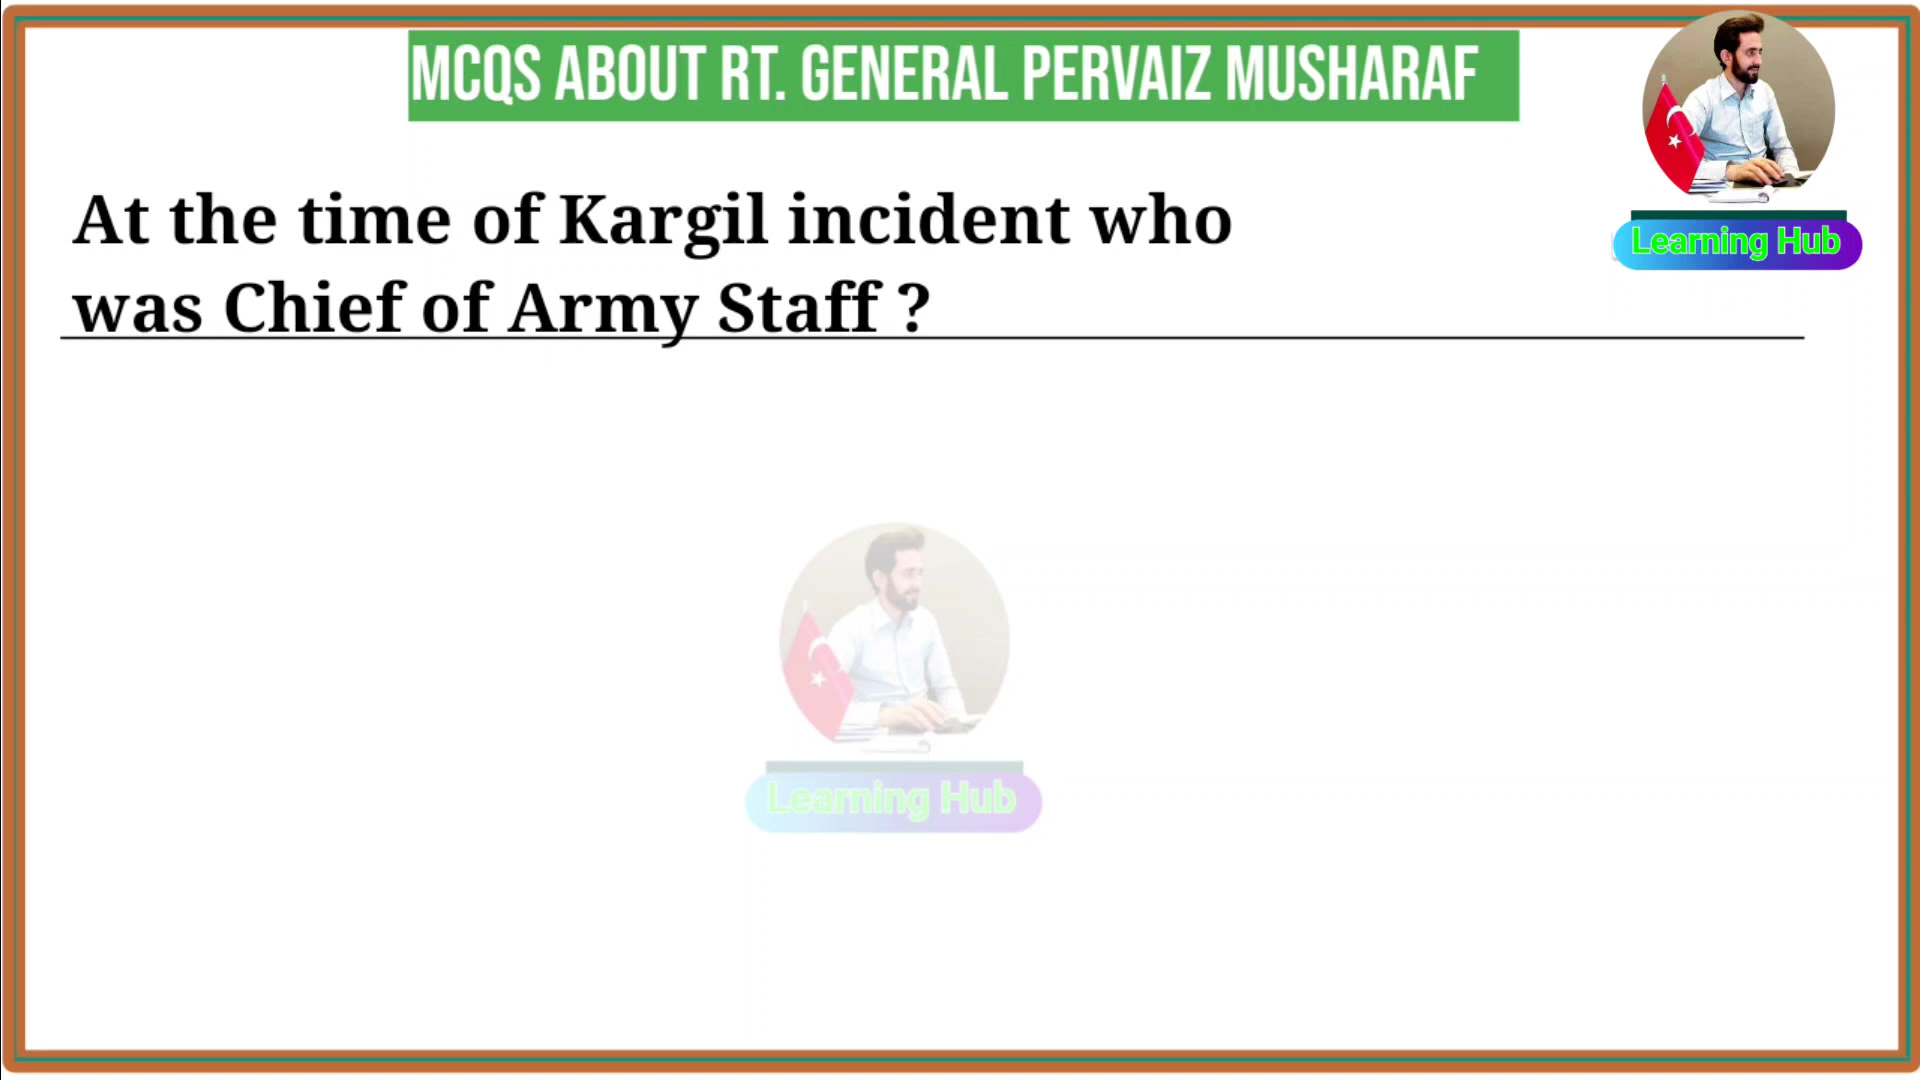 MCQS ABOUT RT. GENERAL PERVAIZ MUSHARAF
Learning Hub
At the time of Kargil incident who
was Chief of Army Staff ?
Learning Hub